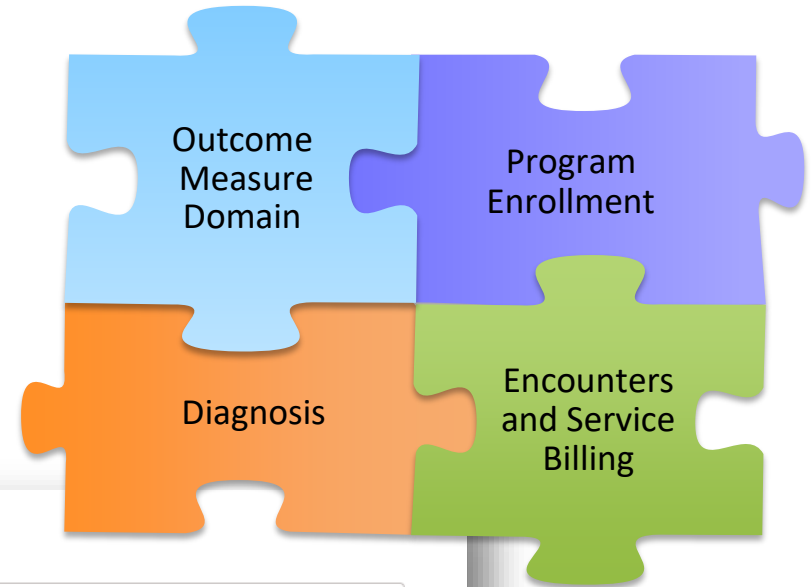 Outcome
Measure
Domain
Program
Enrollment
Diagnosis
Encounters
and Service
Billing